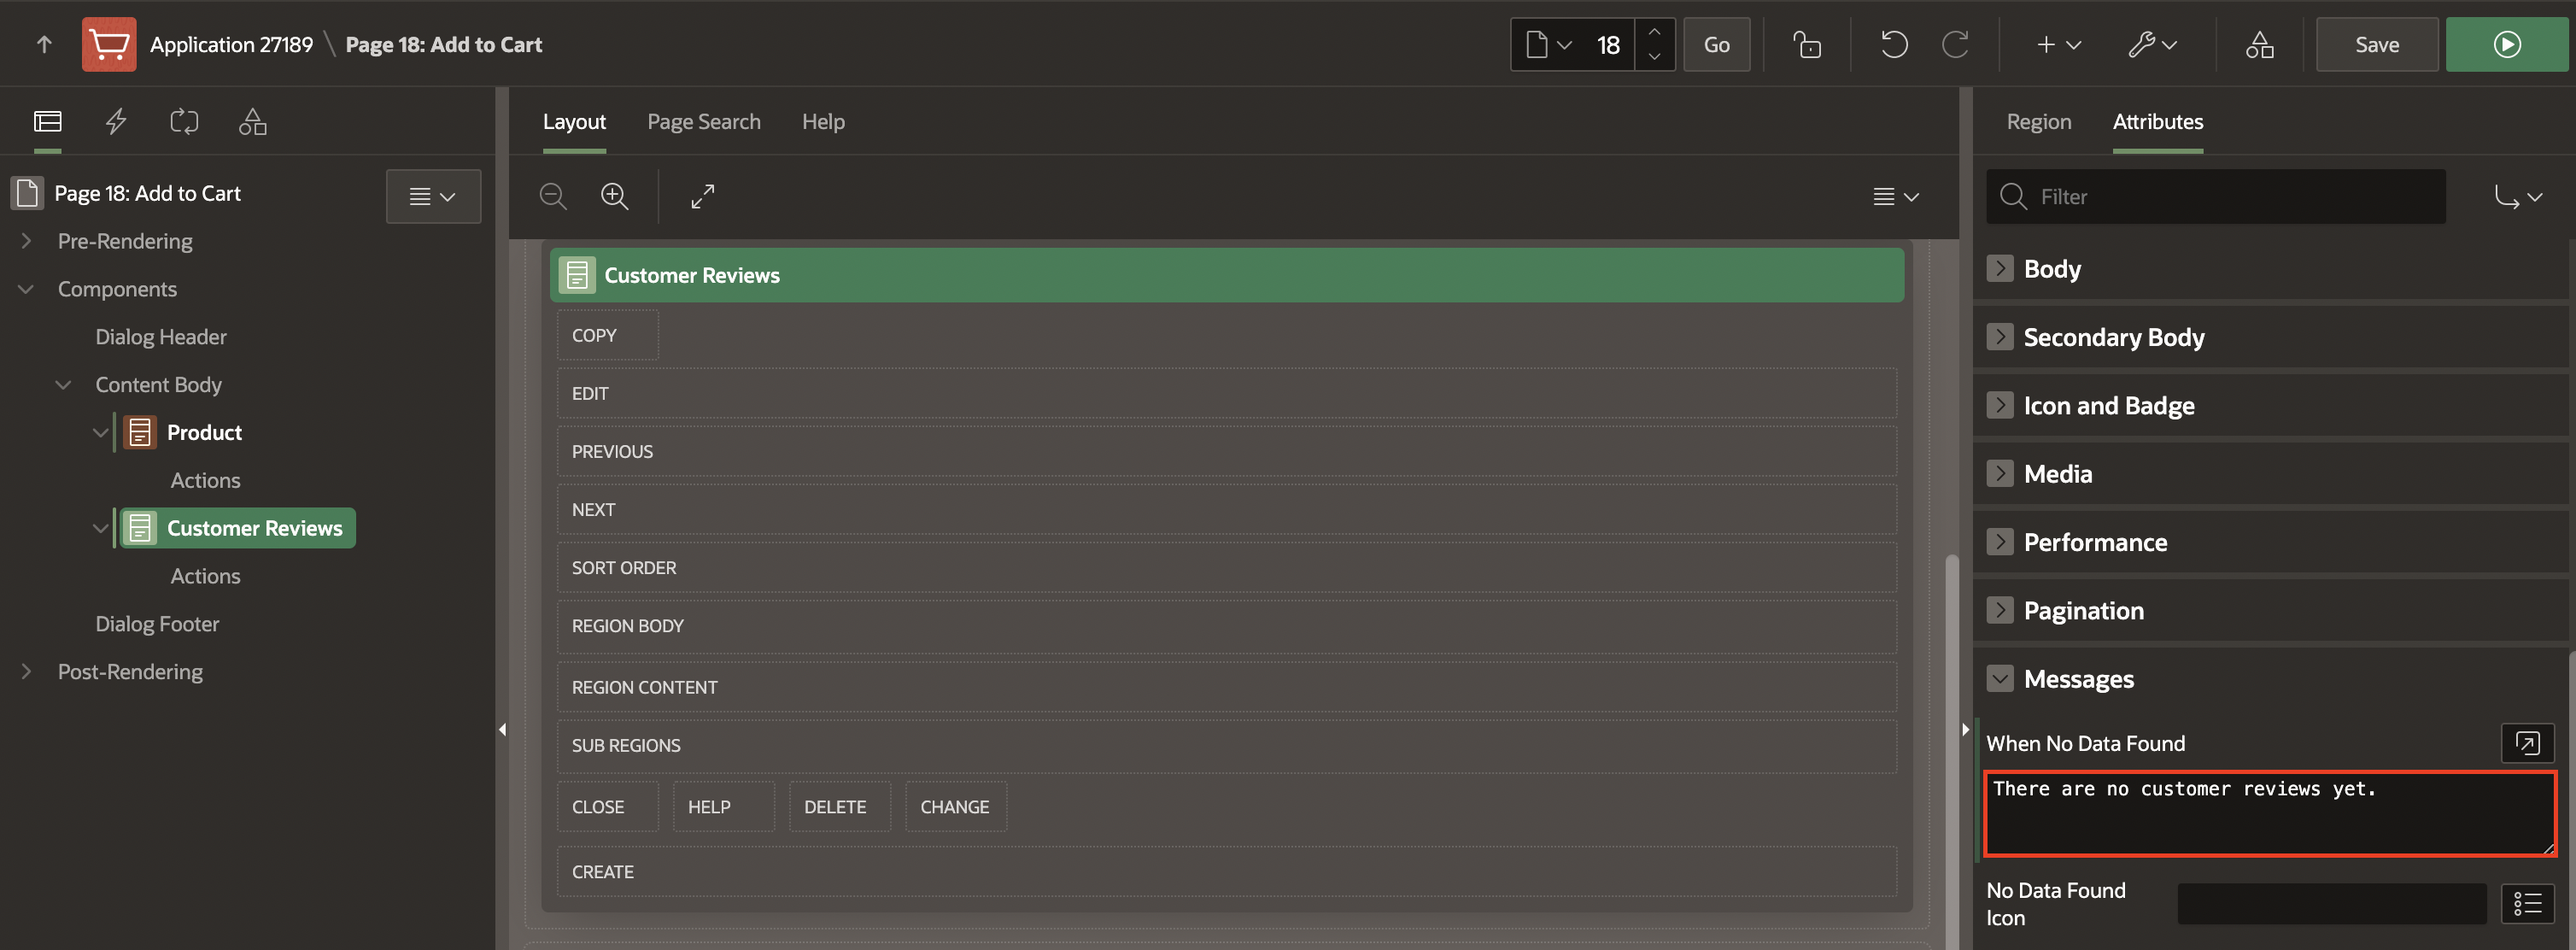 Application 27189 \ Page 18: Add to Cart
18
Go
Save
Page 18: Add to Cart
Pre-Rendering
Components
Dialog Header
Content Body
Product
Actions
Customer Reviews
Actions
Dialog Footer
Post-Rendering
Layout Page Search Help
Customer Reviews
COPY
EDIT
PREVIOUS
NEXT
SORT ORDER
REGION BODY
REGION CONTENT
SUB REGIONS
CLOSE HELP DELETE CHANGE
CREATE
Region Attributes
Filter
Body
Secondary Body
Icon and Badge
Media
Performance
Pagination
Messages
When No Data Found
There are no customer reviews yet.
No Data Found
Icon